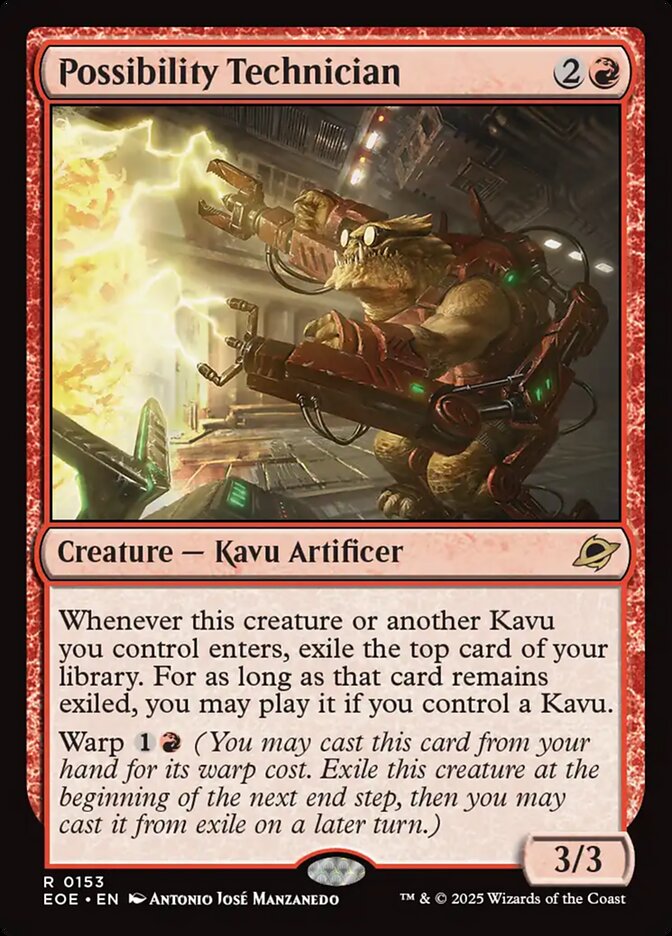 Possibility Technician 2
Creature — Kavu Artificer
Whenever this creature or another Kavu
you control enters, exile the top card of your
library. For as long as that card remains
exiled, you may play it if you control a Kavu.
Warp 1 (You may cast this card from your
hand for its warp cost. Exile this creature at the
beginning of the next end step, then you may
cast it from exile on a later turn.)
3/3
R 0153
EOE • EN Antonio José Manzanedo ™ & © 2025 Wizards of the Coast